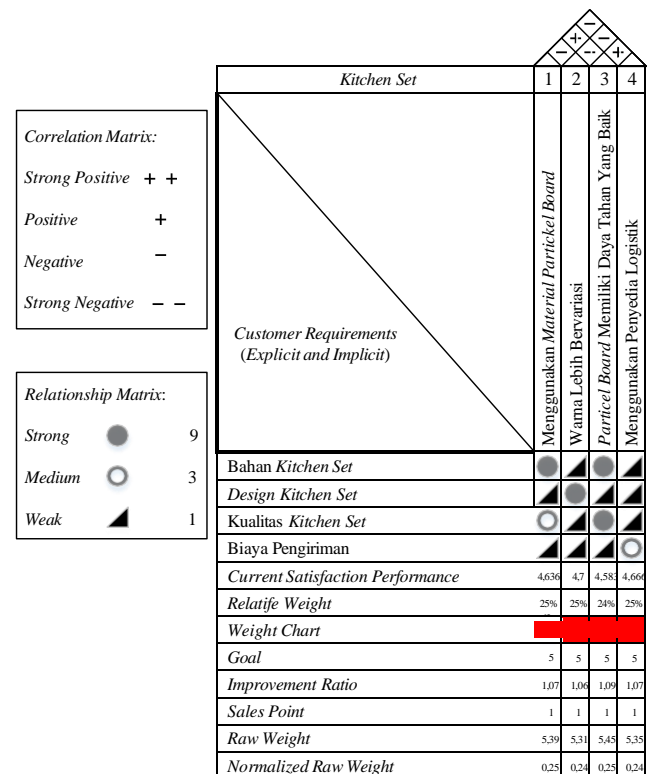 Kitchen Set 1 2 3 4
Correlation Matrix:
Strong Positive + +
Positive +
Negative −
Strong Negative − −
Customer Requirements
(Explicit and Implicit)
Menggunakan Material Partickel Board
Warna Lebih Bervariasi
Particel Board Memiliki Daya Tahan Yang Baik
Menggunakan Penyedia Logistik
Relationship Matrix:
Strong 9
Medium 3
Weak 1
Bahan Kitchen Set
Design Kitchen Set
Kualitas Kitchen Set
Biaya Pengiriman
Current Satisfaction Performance 4,636 4,7 4,583 4,666
Relatife Weight 25% 25% 24% 25%
Weight Chart
Goal 5 5 5 5
Improvement Ratio 1,07 1,06 1,09 1,07
Sales Point 1 1 1 1
Raw Weight 5,39 5,31 5,45 5,35
Normalized Raw Weight 0,25 0,24 0,25 0,24